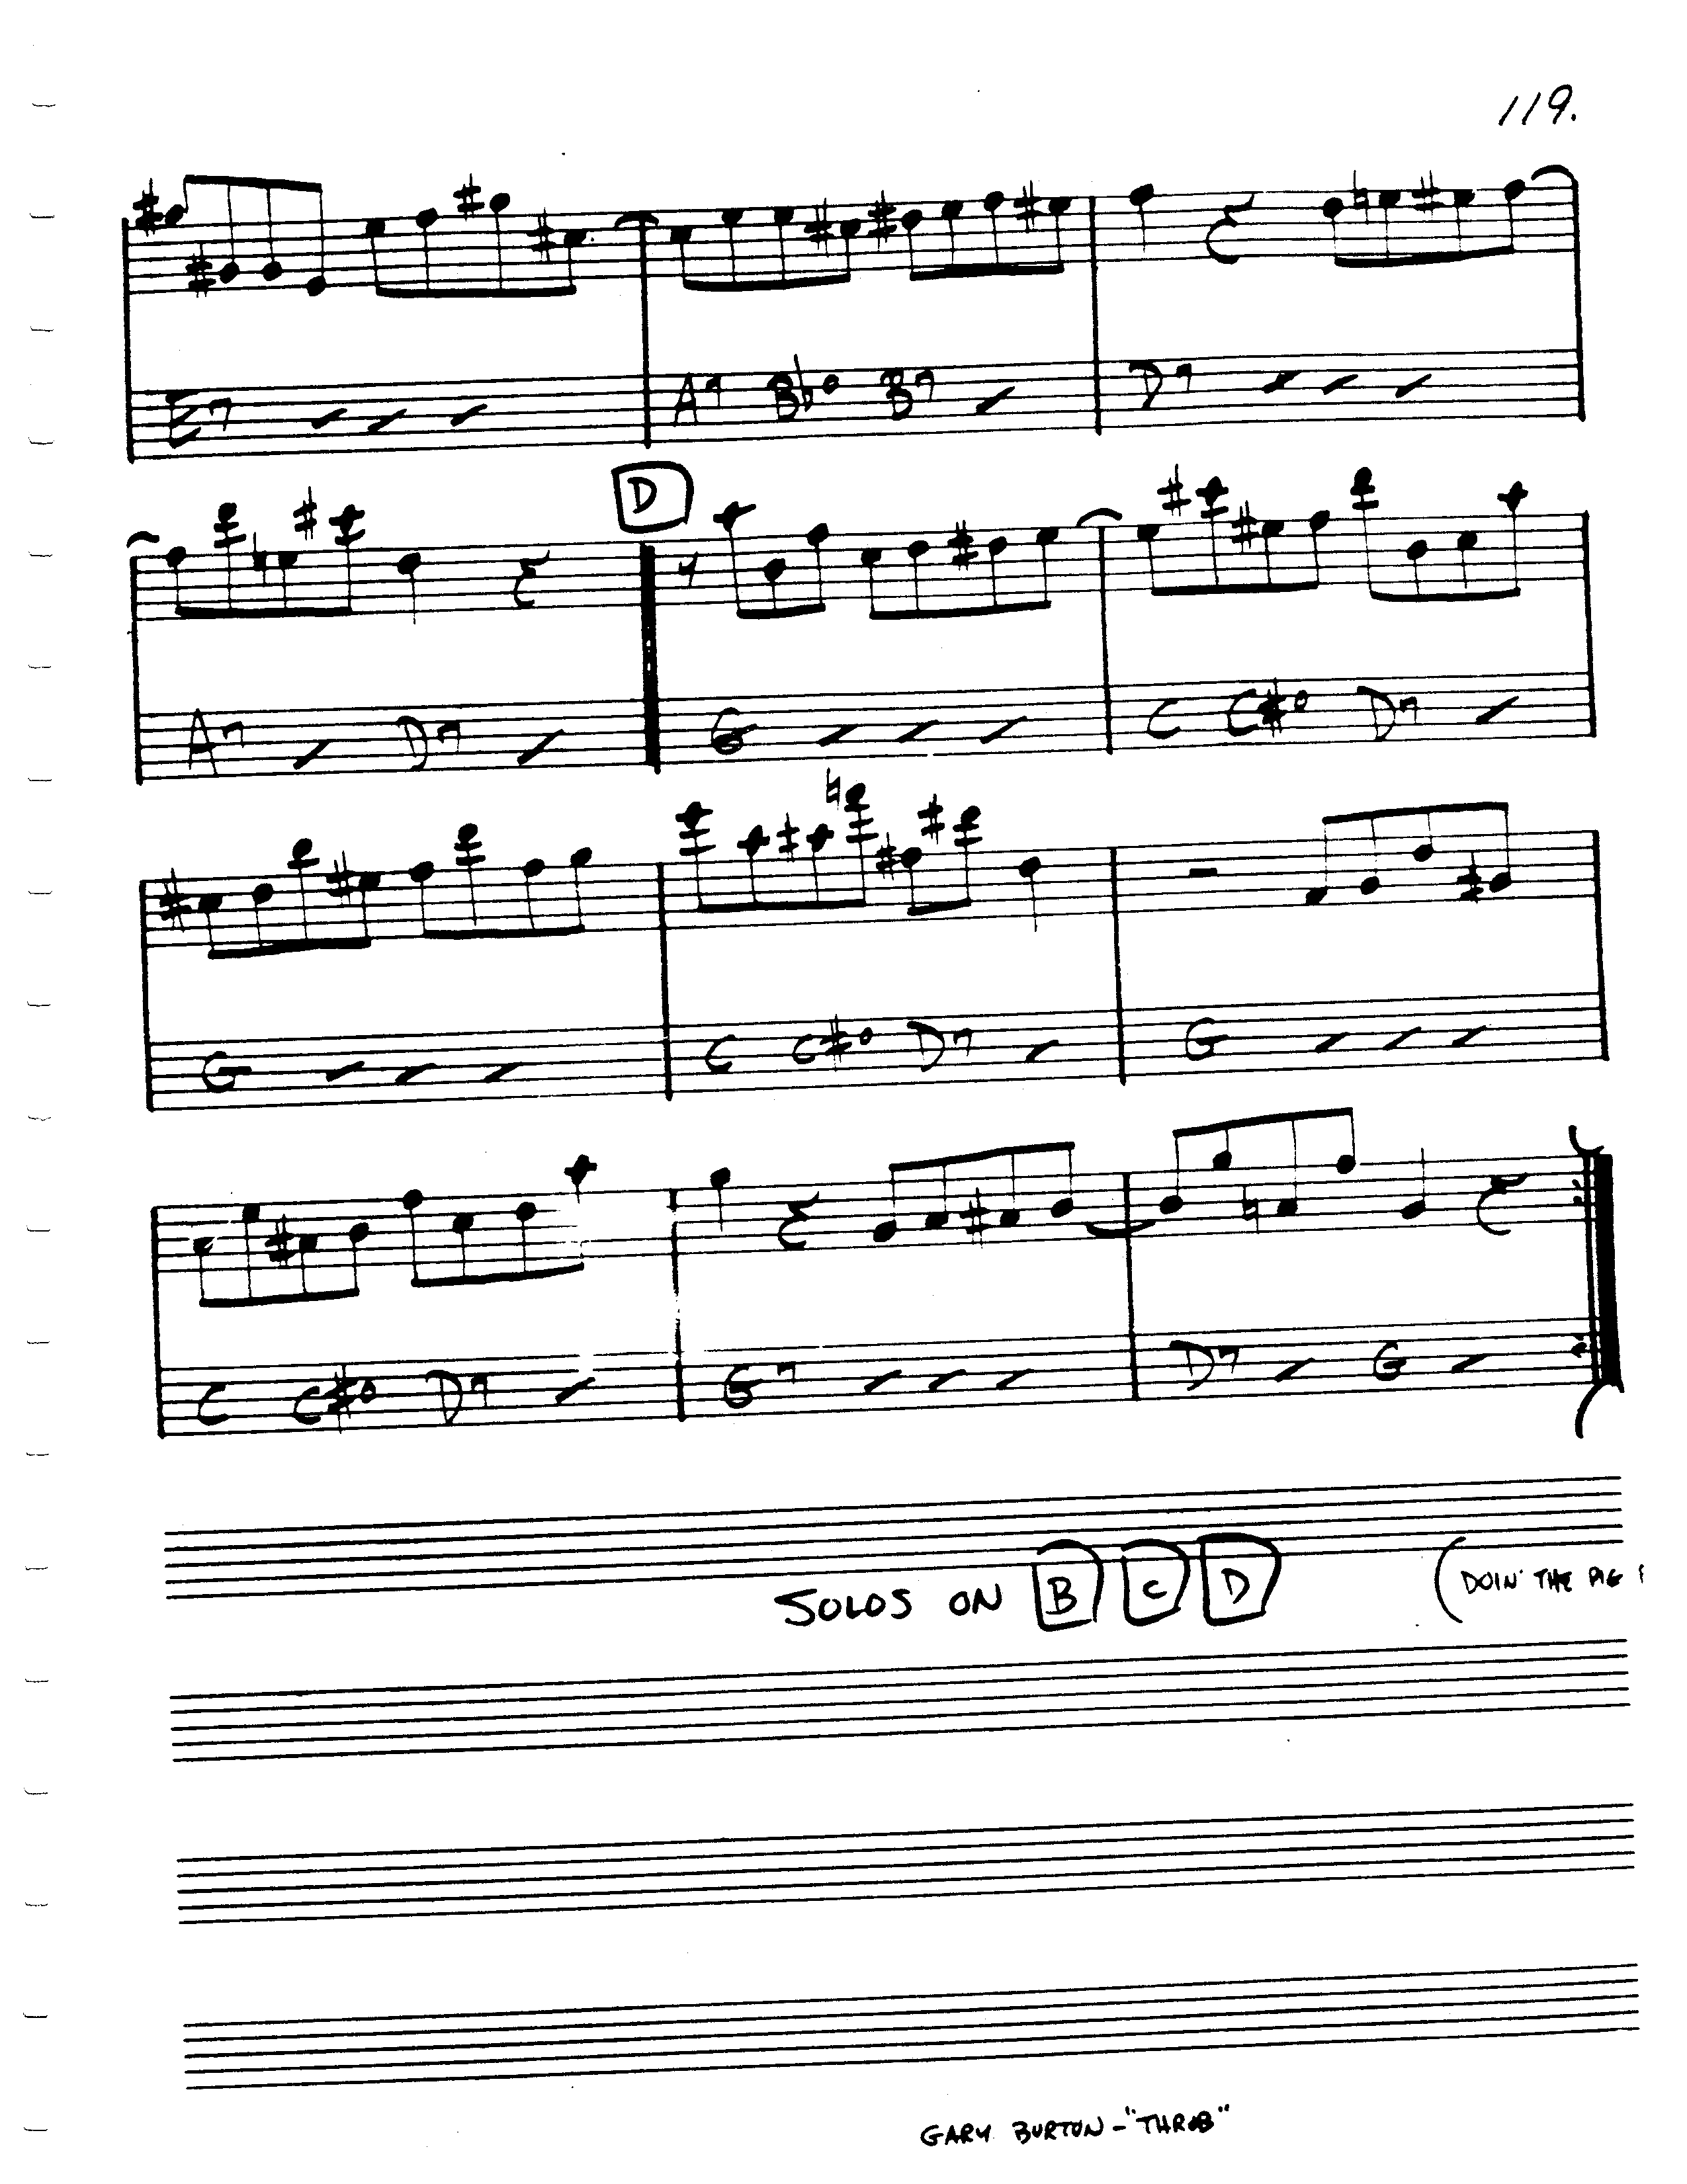 119.
E7 A7 Bb° B7 D7
D
A7 D7 G C C#° D7
G C C#° D7 G
C C#° D7 G7 D7 G
SOLOS ON B C D (DOIN' THE PIG
GARY BURTON - "THROB"